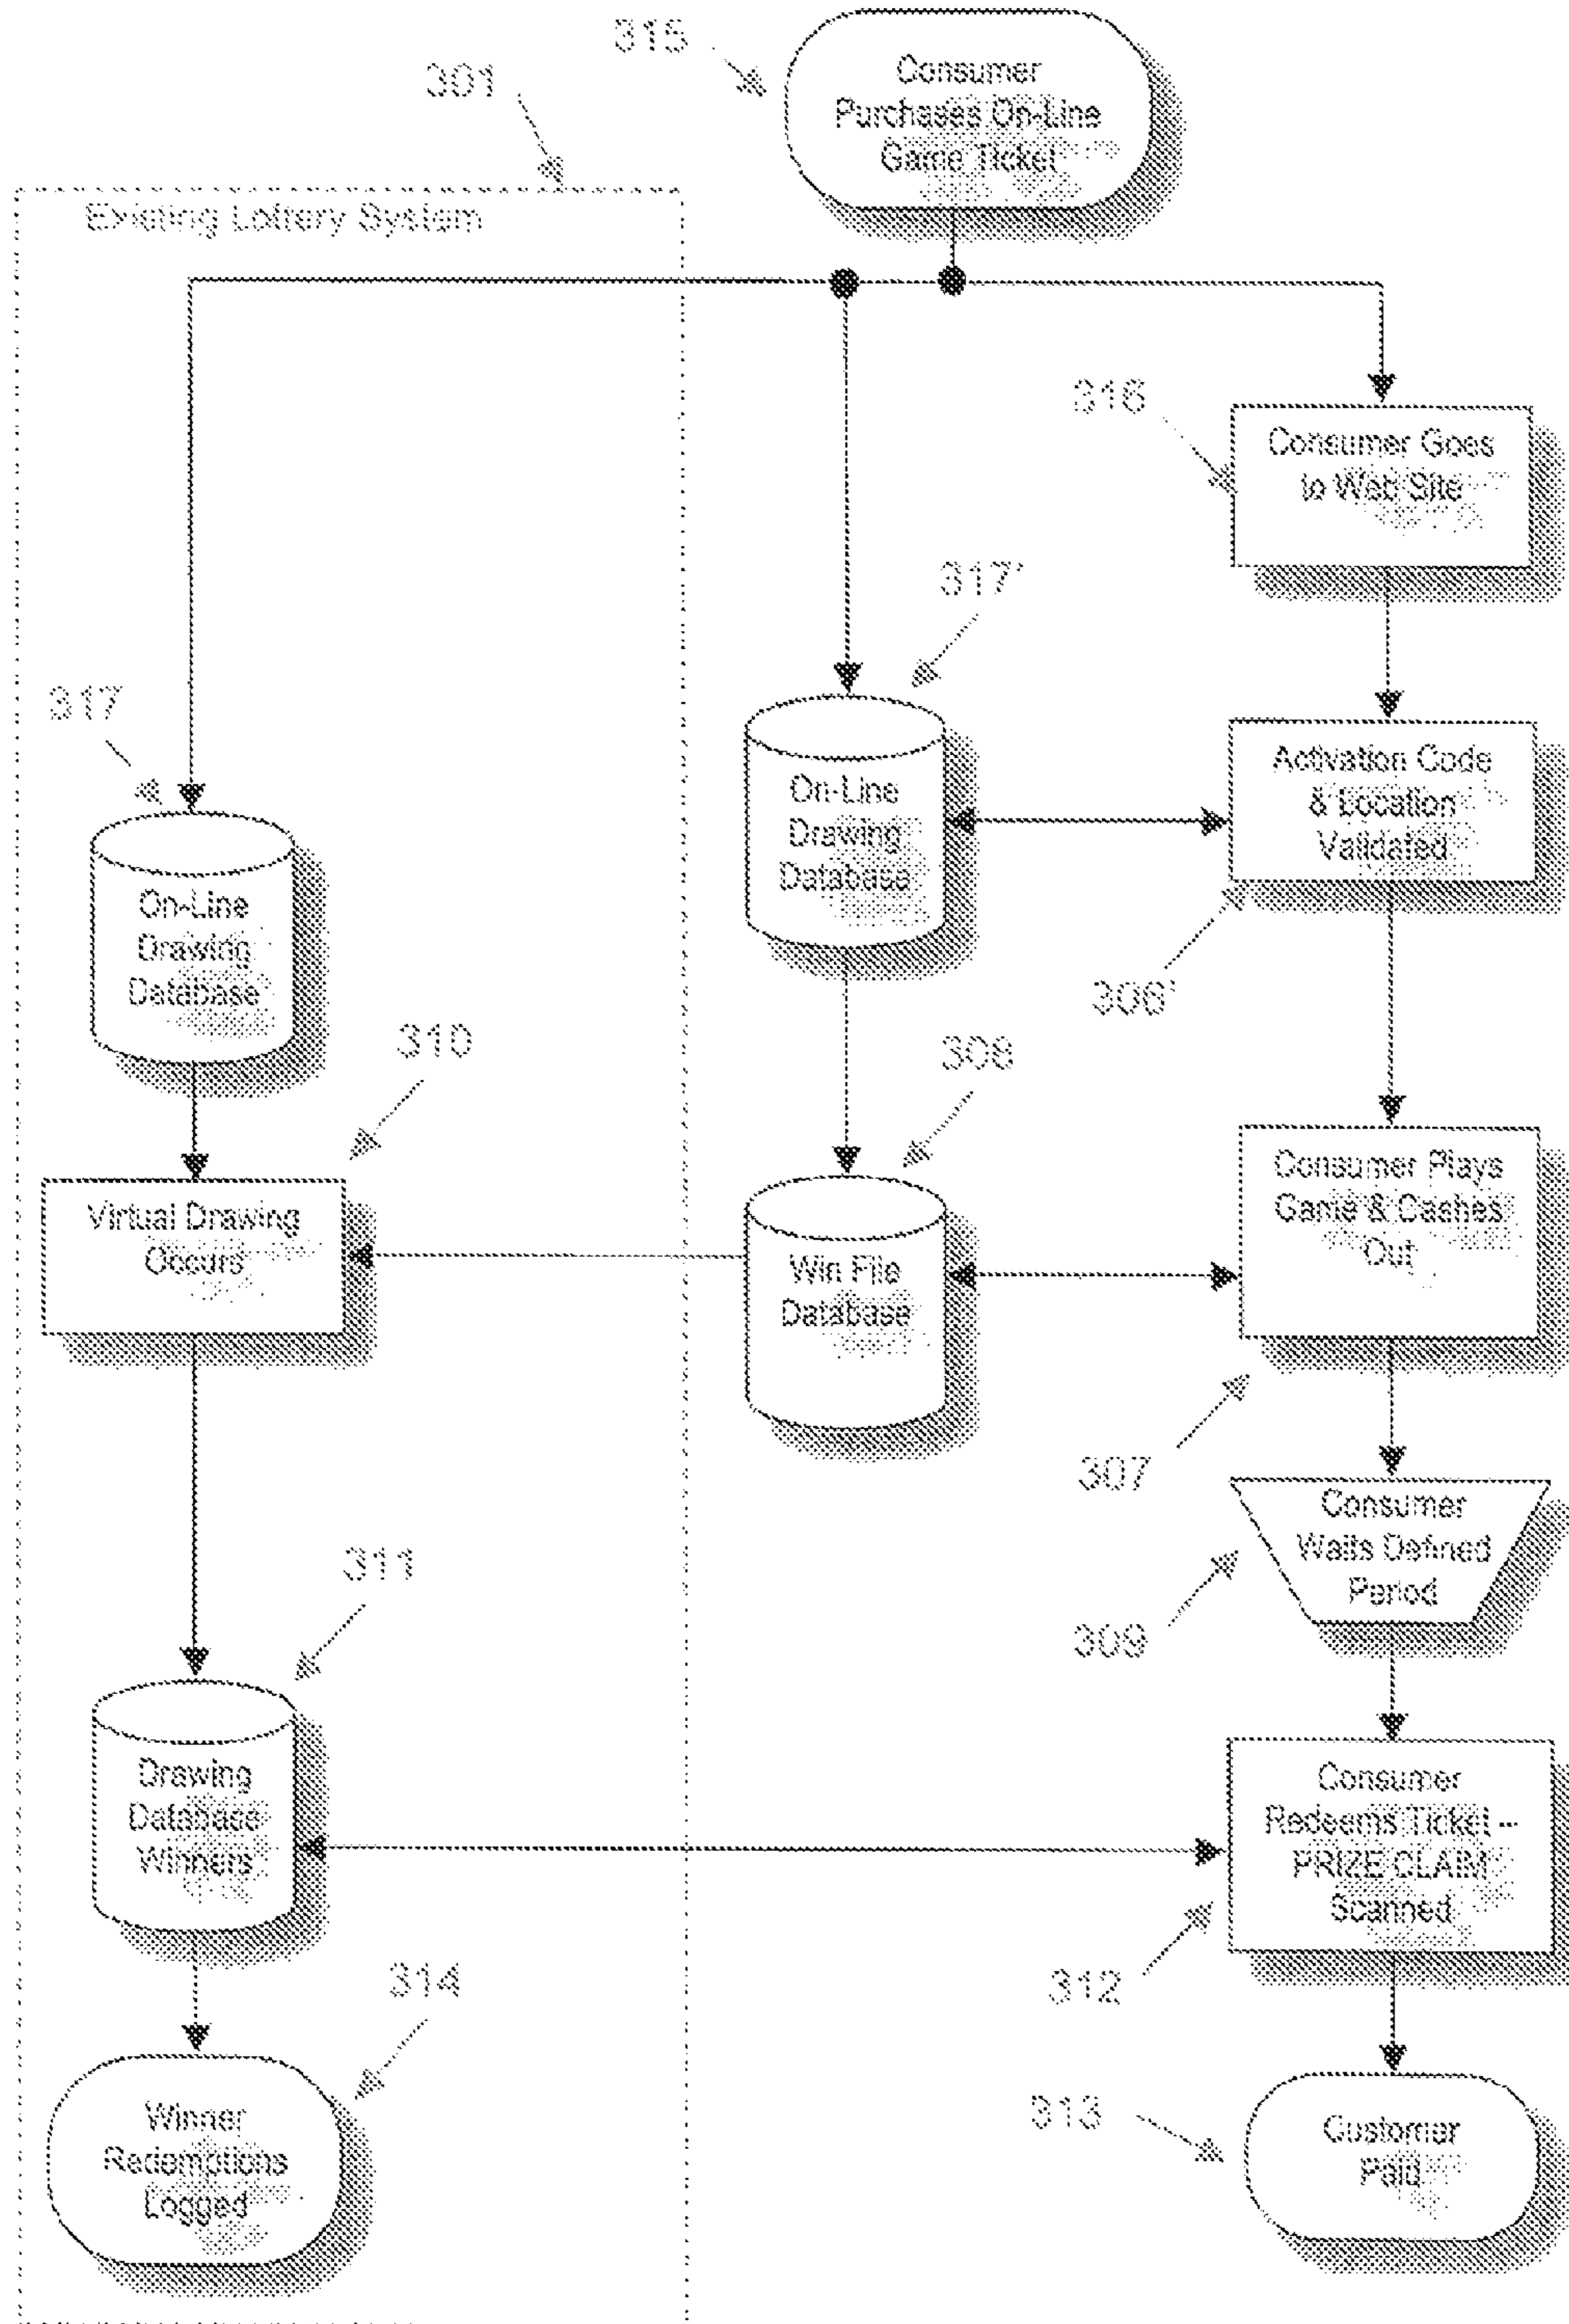 315
Consumer
Purchases On-Line
Game Ticket
301
Existing Lottery System
316
Consumer Goes
to Web Site
317'
317
On-Line
Drawing
Database
Activation Code
& Location
Validated
306'
On-Line
Drawing
Database
310
308
Virtual Drawing
Occurs
Win File
Database
Consumer Plays
Game & Cashes
Out
307
Consumer
Waits Defined
Period
309
311
Drawing
Database
Winners
Consumer
Redeems Ticket --
PRIZE CLAIM
Scanned
312
314
Winner
Redemptions
Logged
313
Customer
Paid